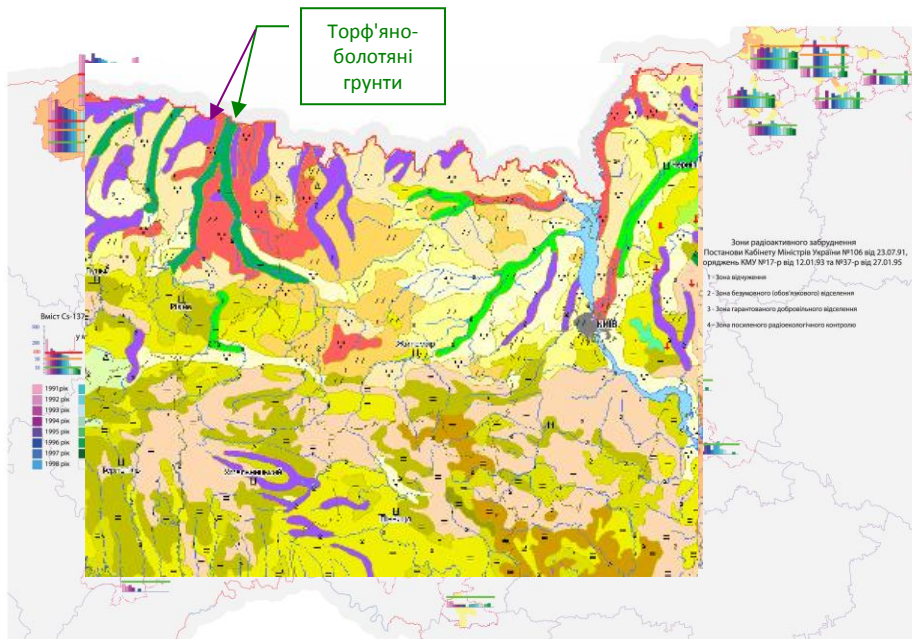 Торф'яно-
болотяні
грунти
Зони радіоактивного забруднення
Постанови Кабінету Міністрів України №106 від 23.07.91,
оряджень КМУ №17-р від 12.01.93 та №37-р від 27.01.95
1 - Зона відчуження
2 - Зона безумовного (обов'язкового) відселення
3 - Зона гарантованого добровільного відселення
4 - Зона посиленого радіоекологічного контролю
КИЇВ
Житомир
Вміст Cs-137
1991 рік
1992 рік
1993 рік
1994 рік
1995 рік
1996 рік
1997 рік
1998 рік